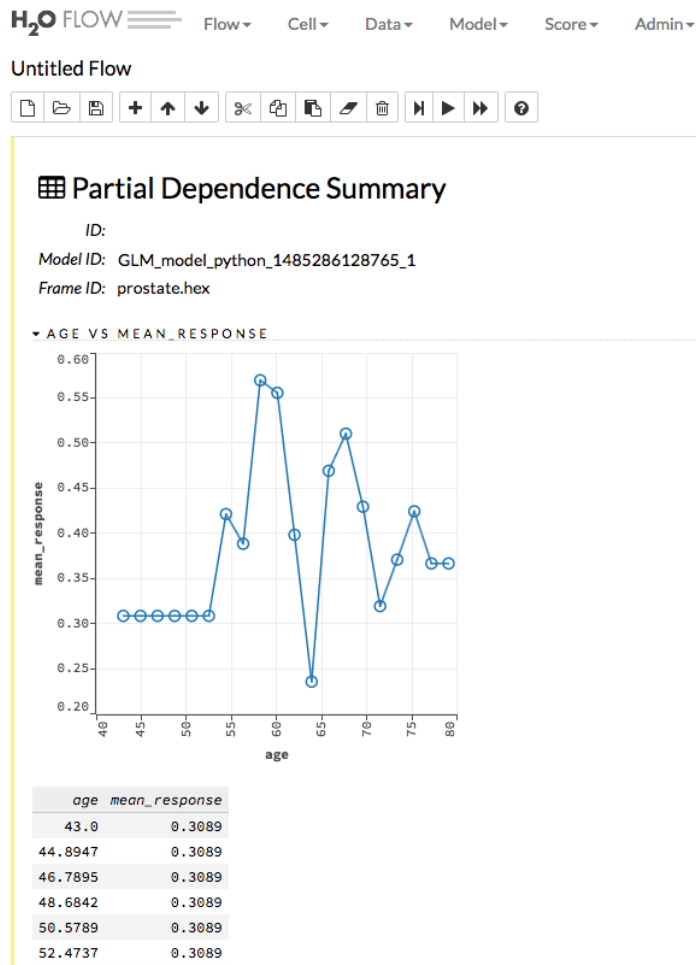 H2O FLOW Flow Cell Data Model Score Admin
Untitled Flow
Partial Dependence Summary
ID:
Model ID: GLM_model_python_1485286128765_1
Frame ID: prostate.hex
AGE VS MEAN_RESPONSE
0.60
0.55
0.50
0.45
0.40
0.35
0.30
0.25
0.20
mean_response
40 45 50 55 60 65 70 75 80
age
age mean_response
43.0 0.3089
44.8947 0.3089
46.7895 0.3089
48.6842 0.3089
50.5789 0.3089
52.4737 0.3089